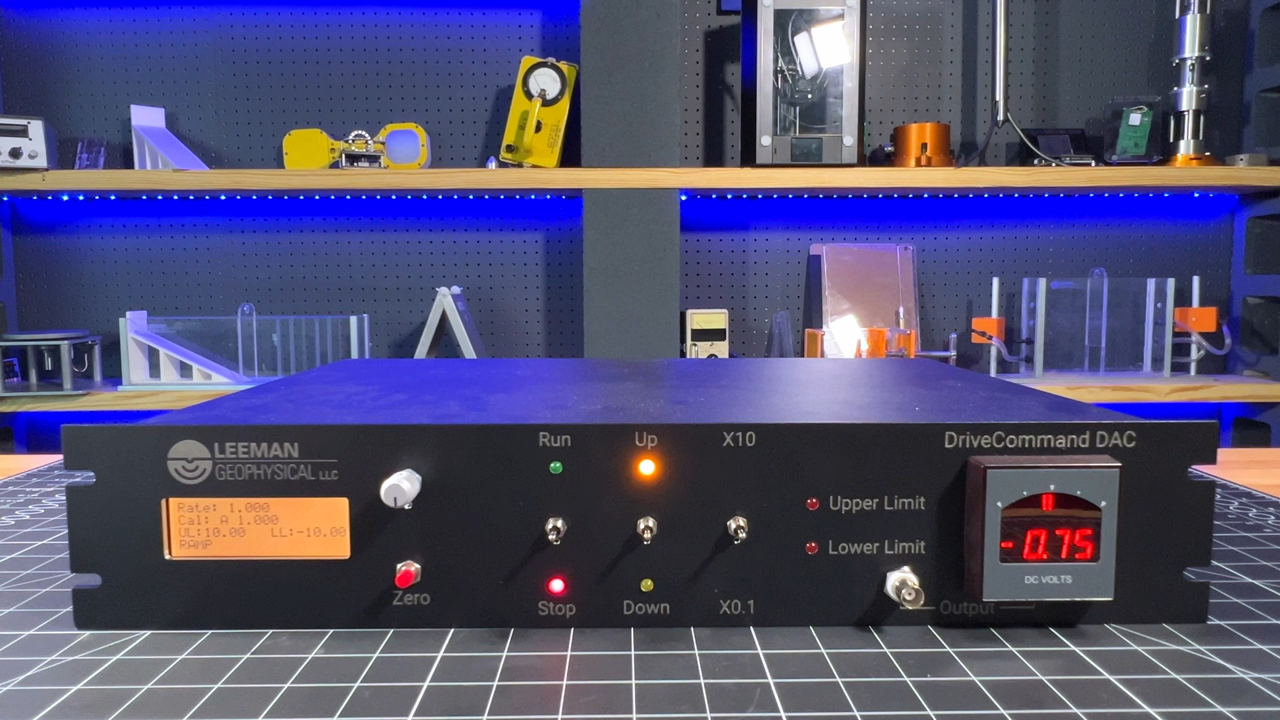 LEEMAN
GEOPHYSICAL LLC
Rate: 1.000
Cal: A 1.000
UL:10.00 LL:-10.00
RAMP
Zero
Run
Stop
Up
Down
X10
X0.1
Upper Limit
Lower Limit
Output
DriveCommand DAC
-0.75
DC VOLTS